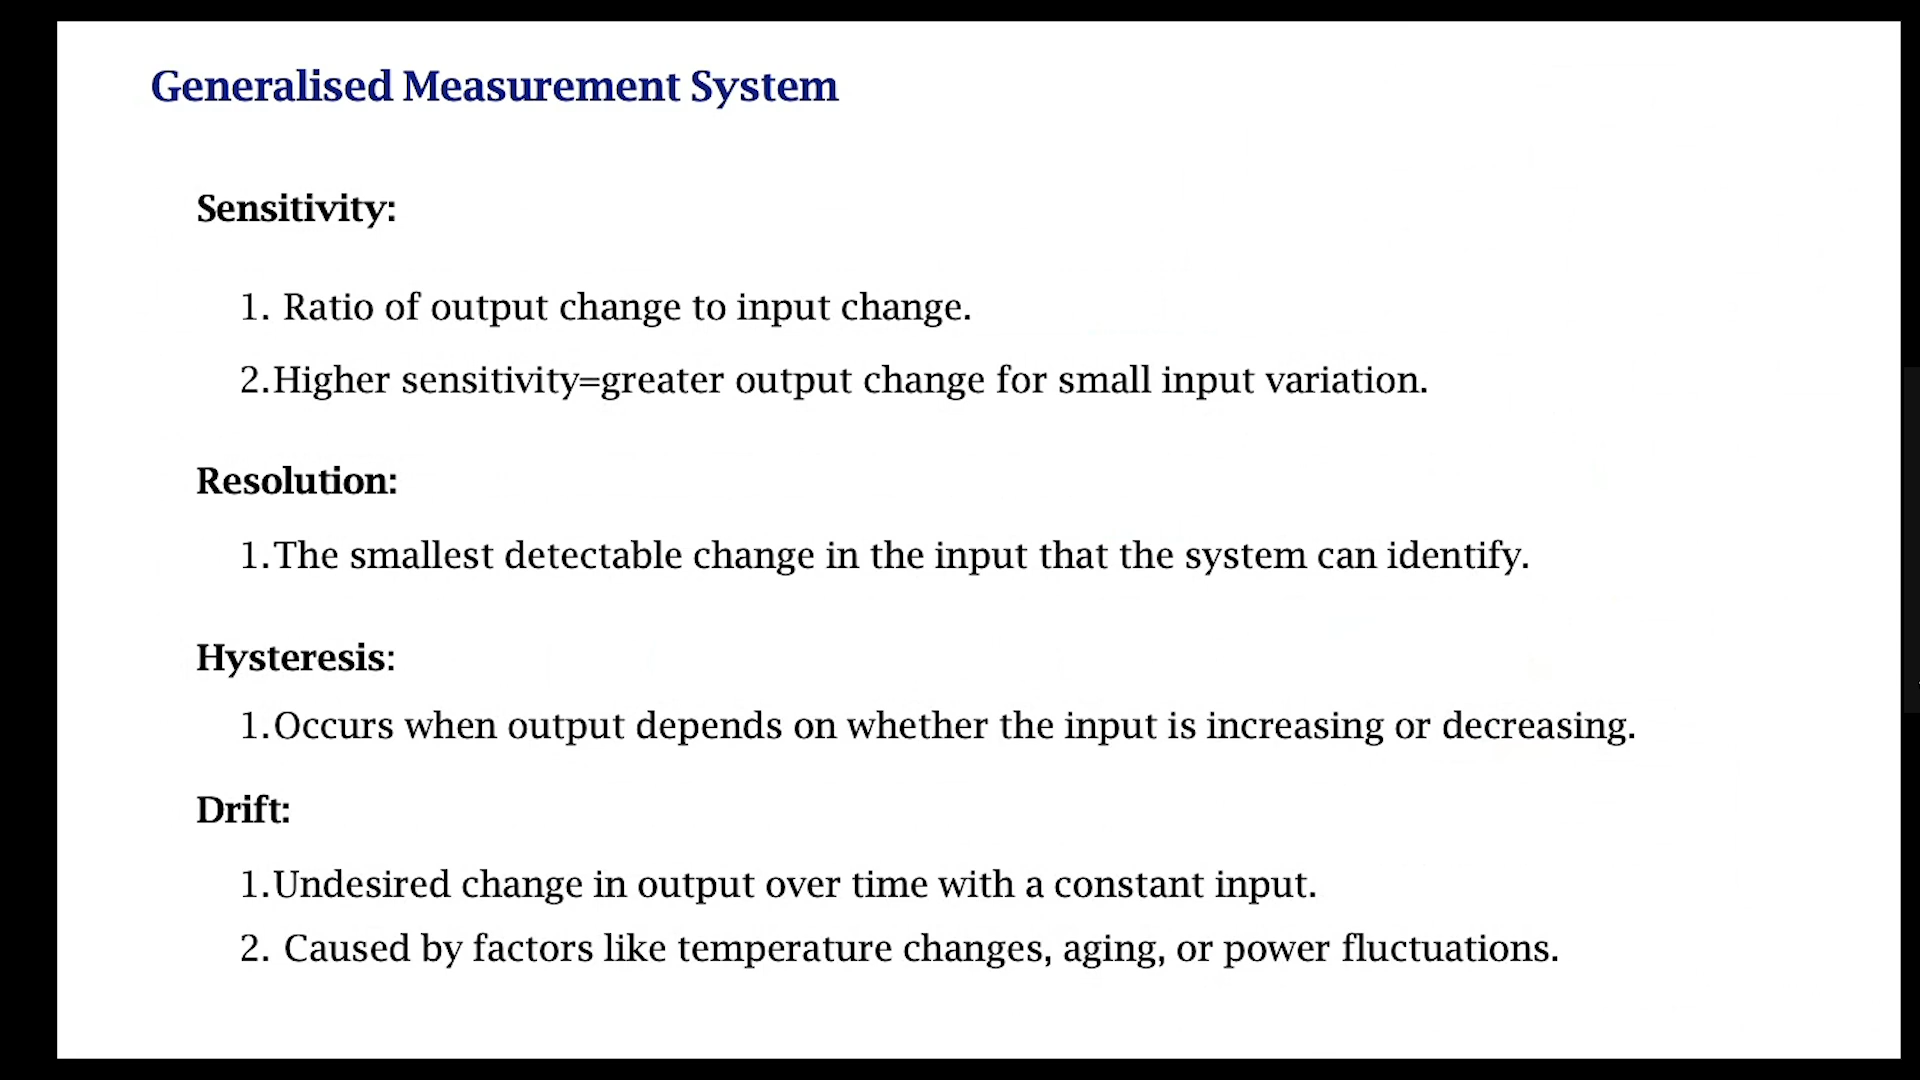 Generalised Measurement System
Sensitivity:
1. Ratio of output change to input change.
2.Higher sensitivity=greater output change for small input variation.
Resolution:
1.The smallest detectable change in the input that the system can identify.
Hysteresis:
1.Occurs when output depends on whether the input is increasing or decreasing.
Drift:
1.Undesired change in output over time with a constant input.
2. Caused by factors like temperature changes, aging, or power fluctuations.